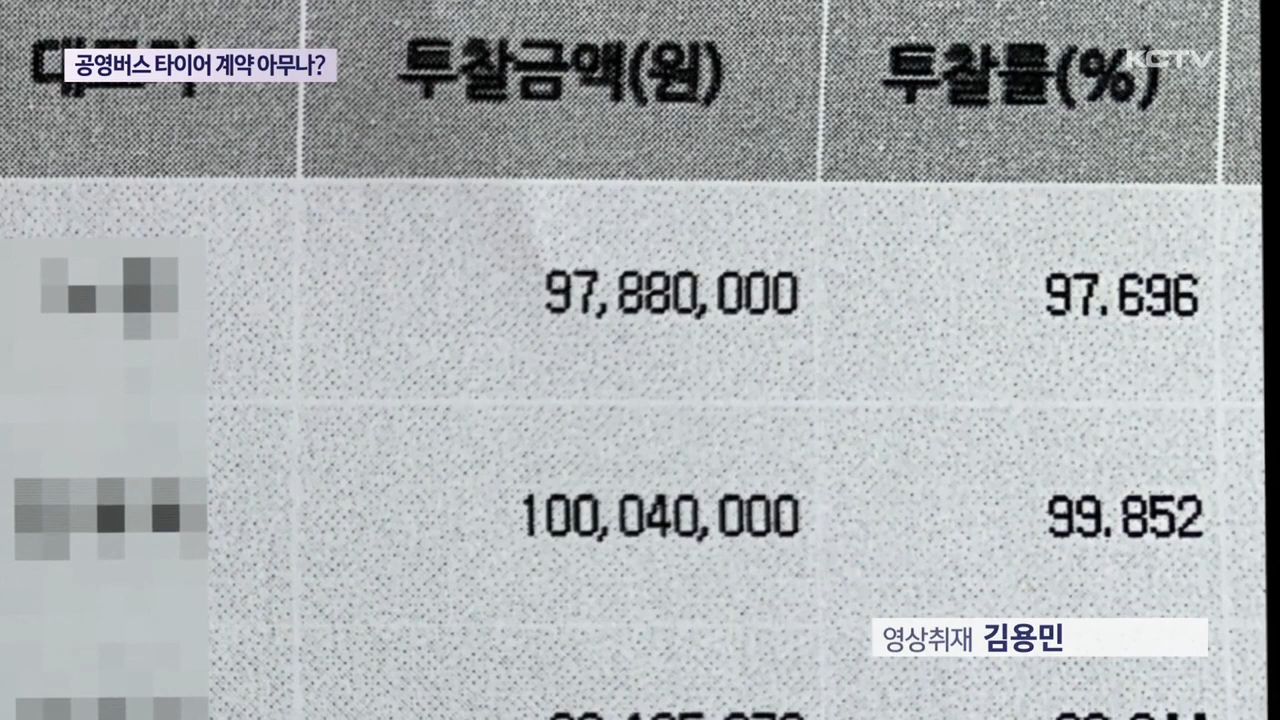 공영버스 타이어 계약 아무나?
KCTV
투찰금액(원) 투찰률(%)
97,880,000 97.696
100,040,000 99.852
영상취재 김용민